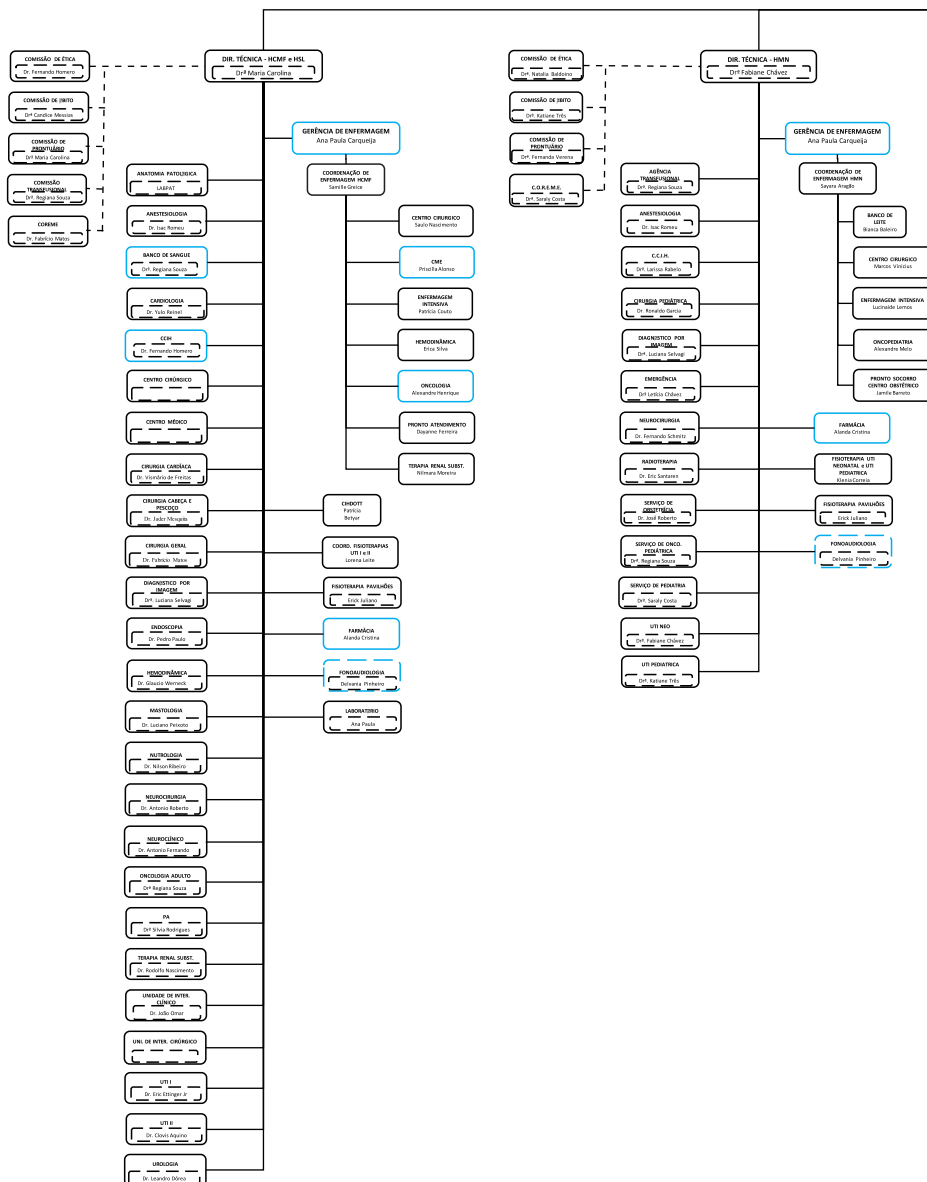 DIR. TÉCNICA - HCMF e HSL
Drª Maria Carolina
COMISSÃO DE ÉTICA
Dr. Fernando Homero
COMISSÃO DE ]BITO
Drª Candice Messias
COMISSÃO DE
PRONTUÁRIO
Drª Maria Carolina
COMISSÃO
TRANSFUSIONAL
Drª. Regiana Souza
COREME
Dr. Fabrício Matos
GERÊNCIA DE ENFERMAGEM
Ana Paula Carqueija
COORDENAÇÃO DE
ENFERMAGEM HCMF
Samille Greice
CENTRO CIRURGICO
Saulo Nascimento
CME
Priscilla Alonso
ENFERMAGEM
INTENSIVA
Patrícia Couto
HEMODINÂMICA
Erica Silva
ONCOLOGIA
Alexandre Henrique
PRONTO ATENDIMENTO
Dayanne Ferreira
TERAPIA RENAL SUBST.
Nilmara Moreira
ANATOMIA PATOL]GICA
LABPAT
ANESTESIOLOGIA
Dr. Isac Romeu
BANCO DE SANGUE
Drª. Regiana Souza
CARDIOLOGIA
Dr. Yulo Reinel
CCIH
Dr. Fernando Homero
CENTRO CIRÚRGICO
CENTRO MÉDICO
CIRURGIA CARDÍACA
Dr. Vismário de Freitas
CIRURGIA CABEÇA E
PESCOÇO
Dr. Jader Mesquita
CIRURGIA GERAL
Dr. Fabrício Matos
DIAGN]STICO POR
IMAGEM
Drª. Luciana Selvagi
ENDOSCOPIA
Dr. Pedro Paulo
HEMODINÂMICA
Dr. Glaucio Werneck
MASTOLOGIA
Dr. Luciano Peixoto
NUTROLOGIA
Dr. Nilson Ribeiro
NEUROCIRURGIA
Dr. Antonio Roberto
NEUROCLÍNICO
Dr. Antonio Fernando
ONCOLOGIA ADULTO
Drª Regiana Souza
PA
Drª Silvia Rodrigues
TERAPIA RENAL SUBST.
Dr. Rodolfo Nascimento
UNIDADE DE INTER.
CLÍNICO
Dr. João Omar
UNI. DE INTER. CIRÚRGICO
UTI I
Dr. Eric Ettinger Jr
UTI II
Dr. Clovis Aquino
UROLOGIA
Dr. Leandro Dórea
CIHDOTT
Patrícia
Betyar
COORD. FISIOTERAPIAS
UTI I e II
Lorena Leite
FISIOTERAPIA PAVILHÕES
Erick Juliano
FARMÁCIA
Alanda Cristina
FONOAUDIOLOGIA
Delvania Pinheiro
LABORAT]RIO
Ana Paula
DIR. TÉCNICA - HMN
Drª Fabiane Chávez
COMISSÃO DE ÉTICA
Drª. Natalia Baldoino
COMISSÃO DE ]BITO
Drª. Katiane Três
COMISSÃO DE
PRONTUÁRIO
Drª. Fernanda Verena
C.O.R.E.M.E.
Drª. Saraly Costa
GERÊNCIA DE ENFERMAGEM
Ana Paula Carqueija
COORDENAÇÃO DE
ENFERMAGEM HMN
Sayara Aragão
BANCO DE
LEITE
Bianca Baleiro
CENTRO CIRURGICO
Marcos Vinicius
ENFERMAGEM INTENSIVA
Lucinaide Lemos
ONCOPEDIATRIA
Alexandre Melo
PRONTO SOCORRO
CENTRO OBSTÉTRICO
Jamile Barreto
AGÊNCIA
TRANSFUSIONAL
Drª. Regiana Souza
ANESTESIOLOGIA
Dr. Isac Romeu
C.C.I.H.
Drª. Larissa Rabelo
CIRURGIA PEDIÁTRICA
Dr. Ronaldo Garcia
DIAGN]STICO POR
IMAGEM
Drª. Luciana Selvagi
EMERGÊNCIA
Drª Letícia Chávez
NEUROCIRURGIA
Dr. Fernando Schmitz
RADIOTERAPIA
Dr. Eric Santaren
SERVIÇO DE
OBSTETRÍCIA
Dr. José Roberto
SERVIÇO DE ONCO.
PEDIÁTRICA
Drª. Regiana Souza
SERVIÇO DE PEDIATRIA
Drª. Saraly Costa
UTI NEO
Drª. Fabiane Chávez
UTI PEDIATRICA
Drª. Katiane Três
FARMÁCIA
Alanda Cristina
FISIOTERAPIA UTI
NEONATAL e UTI
PEDIATRICA
Klenia Correia
FISIOTERAPIA PAVILHÕES
Erick Juliano
FONOAUDIOLOGIA
Delvania Pinheiro